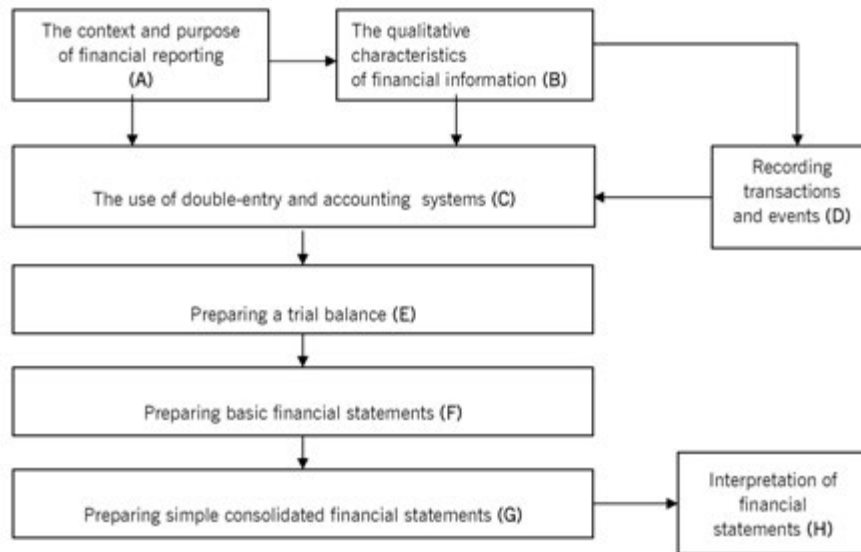 The context and purpose
of financial reporting
(A)
The qualitative
characteristics
of financial information (B)
The use of double-entry and accounting systems (C)
Recording
transactions
and events (D)
Preparing a trial balance (E)
Preparing basic financial statements (F)
Preparing simple consolidated financial statements (G)
Interpretation of
financial
statements (H)